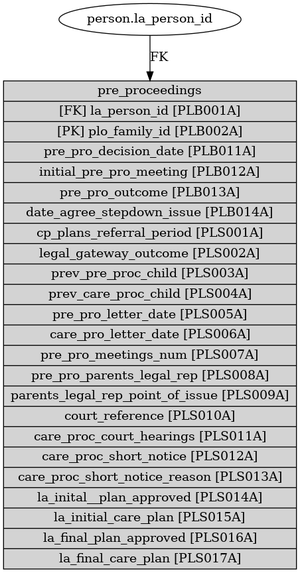 person.la_person_id
FK
pre_proceedings
[FK] la_person_id [PLB001A]
[PK] plo_family_id [PLB002A]
pre_pro_decision_date [PLB011A]
initial_pre_pro_meeting [PLB012A]
pre_pro_outcome [PLB013A]
date_agree_stepdown_issue [PLB014A]
cp_plans_referral_period [PLS001A]
legal_gateway_outcome [PLS002A]
prev_pre_proc_child [PLS003A]
prev_care_proc_child [PLS004A]
pre_pro_letter_date [PLS005A]
care_pro_letter_date [PLS006A]
pre_pro_meetings_num [PLS007A]
pre_pro_parents_legal_rep [PLS008A]
parents_legal_rep_point_of_issue [PLS009A]
court_reference [PLS010A]
care_proc_court_hearings [PLS011A]
care_proc_short_notice [PLS012A]
care_proc_short_notice_reason [PLS013A]
la_inital__plan_approved [PLS014A]
la_initial_care_plan [PLS015A]
la_final_plan_approved [PLS016A]
la_final_care_plan [PLS017A]